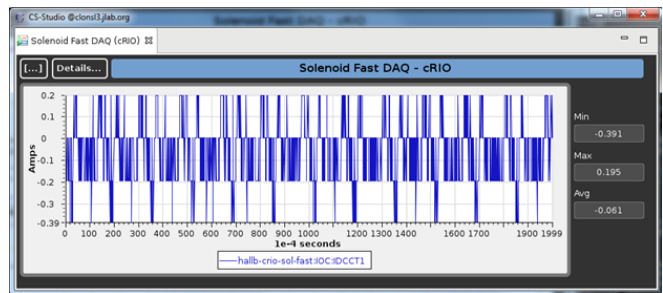 CS-Studio @clonsl3.jlab.org
Solenoid Fast DAQ (cRIO)
[...] Details... Solenoid Fast DAQ - cRIO
0.2
0.1
0
-0.1
-0.2
-0.3
-0.39
Amps
0 100 200 300 400 500 600 700 800 900 1000 1100 1200 1300 1400 1600 1700 1900 1999
1e-4 seconds
hallb-crio-sol-fast:IOC:IDCCT1
Min
-0.391
Max
0.195
Avg
-0.061